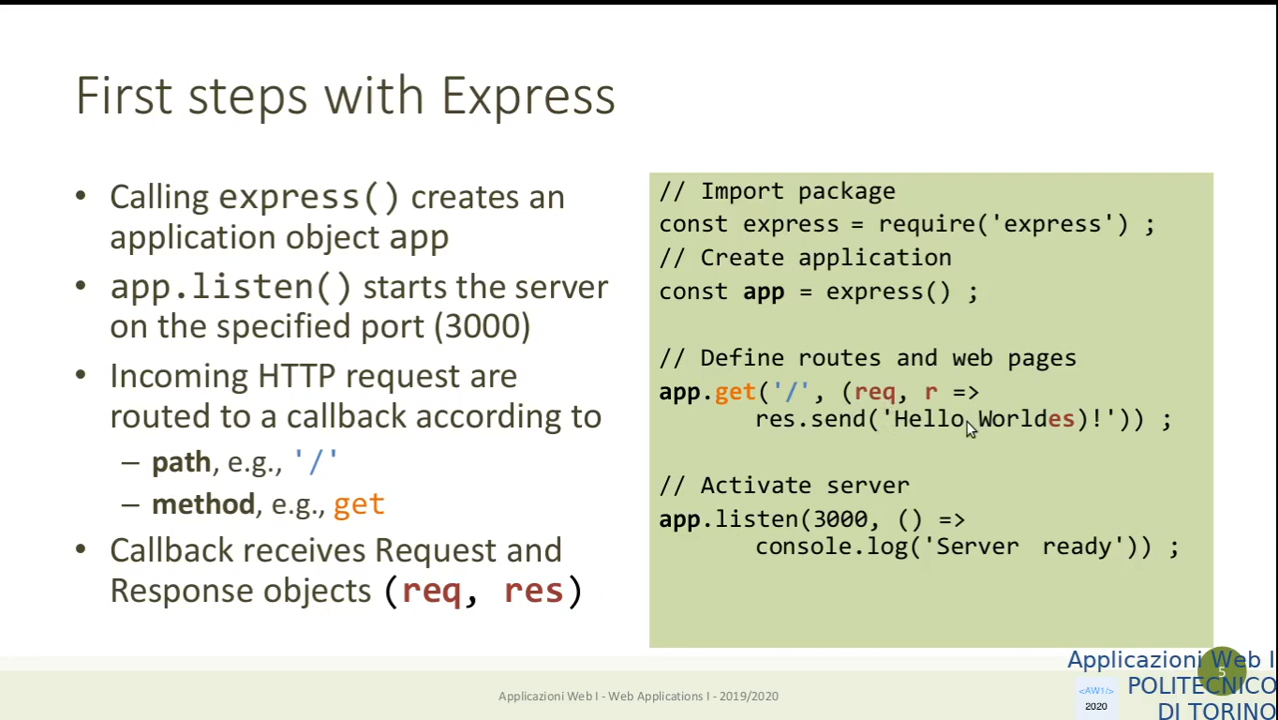 First steps with Express
• Calling express() creates an
application object app
• app.listen() starts the server
on the specified port (3000)
• Incoming HTTP request are
routed to a callback according to
– path, e.g., '/'
– method, e.g., get
• Callback receives Request and
Response objects (req, res)
// Import package
const express = require('express') ;
// Create application
const app = express() ;
// Define routes and web pages
app.get('/', (req, r =>
res.send('Hello Worldes)!')) ;
// Activate server
app.listen(3000, () =>
console.log('Server ready')) ;
Applicazioni Web I - Web Applications I - 2019/2020
5
<AW1/>
2020
Applicazioni Web I
POLITECNICO
DI TORINO